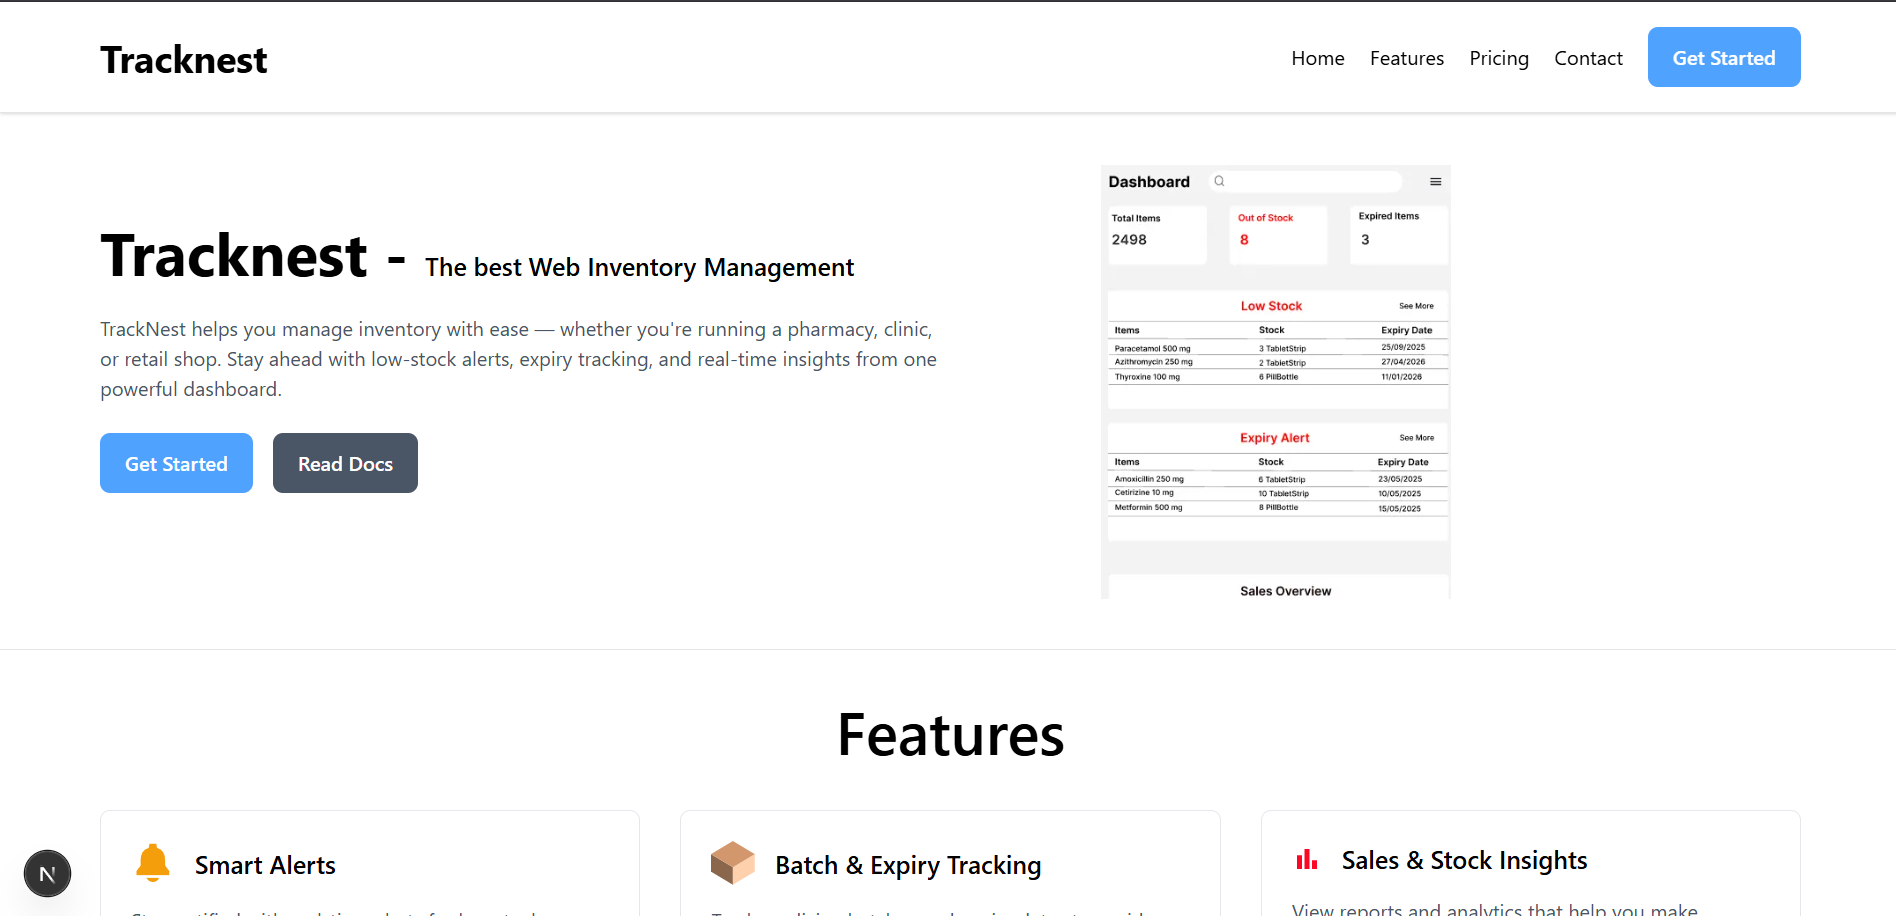 Tracknest
Home Features Pricing Contact Get Started
Tracknest - The best Web Inventory Management
TrackNest helps you manage inventory with ease — whether you're running a pharmacy, clinic,
or retail shop. Stay ahead with low-stock alerts, expiry tracking, and real-time insights from one
powerful dashboard.
Get Started Read Docs
Dashboard
Total Items Out of Stock Expired Items
2498 8 3
Low Stock See More
Items Stock Expiry Date
Paracetamol 500 mg 3 TabletStrip 25/09/2025
Azithromycin 250 mg 2 TabletStrip 27/04/2026
Thyroxine 100 mg 6 PillBottle 11/01/2026
Expiry Alert See More
Items Stock Expiry Date
Amoxicillin 250 mg 6 TabletStrip 23/05/2025
Cetirizine 10 mg 10 TabletStrip 10/05/2025
Metformin 500 mg 8 PillBottle 15/05/2025
Sales Overview
Features
Smart Alerts
Batch & Expiry Tracking
Sales & Stock Insights
View reports and analytics that help you make
N